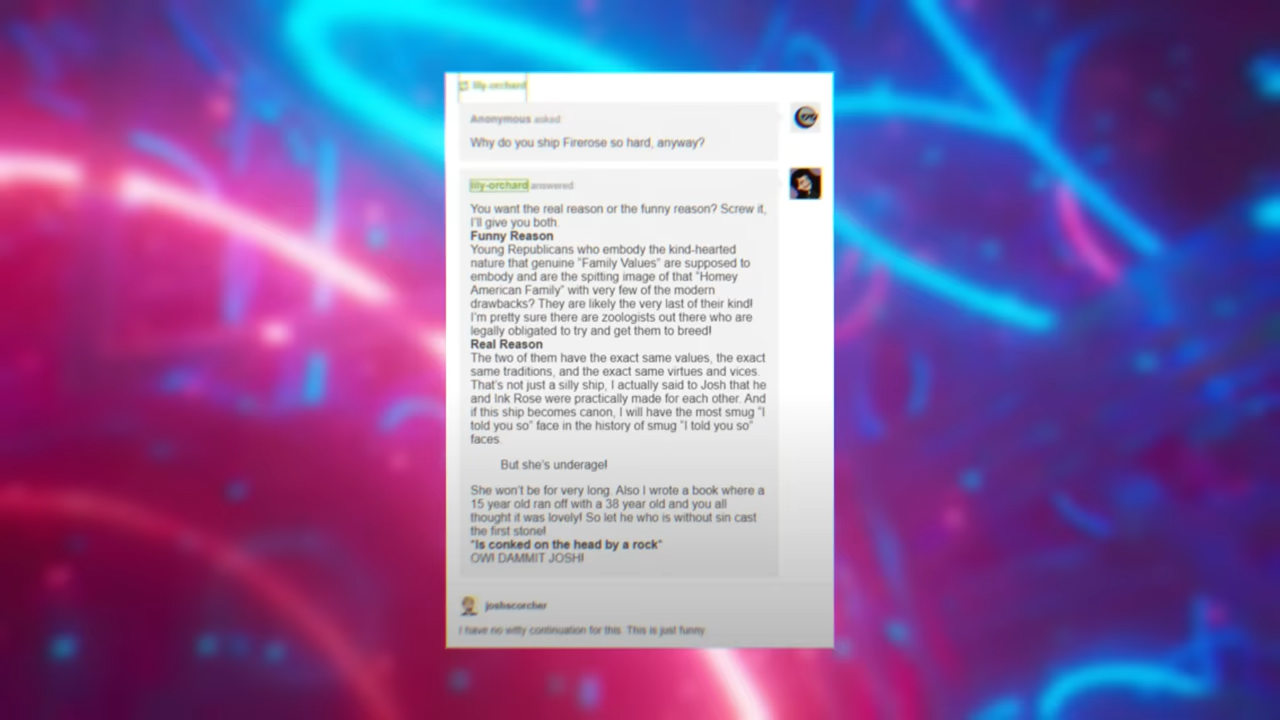 lily-orchard
Anonymous asked:
Why do you ship Firerose so hard, anyway?
lily-orchard answered:
You want the real reason or the funny reason? Screw it,
I'll give you both.
Funny Reason
Young Republicans who embody the kind-hearted
nature that genuine "Family Values" are supposed to
embody and are the spitting image of that "Homey
American Family" with very few of the modern
drawbacks? They are likely the very last of their kind!
I'm pretty sure there are zoologists out there who are
legally obligated to try and get them to breed!
Real Reason
The two of them have the exact same values, the exact
same traditions, and the exact same virtues and vices.
That's not just a silly ship, I actually said to Josh that he
and Ink Rose were practically made for each other. And
if this ship becomes canon, I will have the most smug "I
told you so" face in the history of smug "I told you so"
faces.
But she's underage!
She won't be for very long. Also I wrote a book where a
15 year old ran off with a 38 year old and you all
thought it was lovely! So let he who is without sin cast
the first stone!
*Is conked on the head by a rock*
OW! DAMMIT JOSH!
joshscorcher
I have no witty continuation for this. This is just funny.